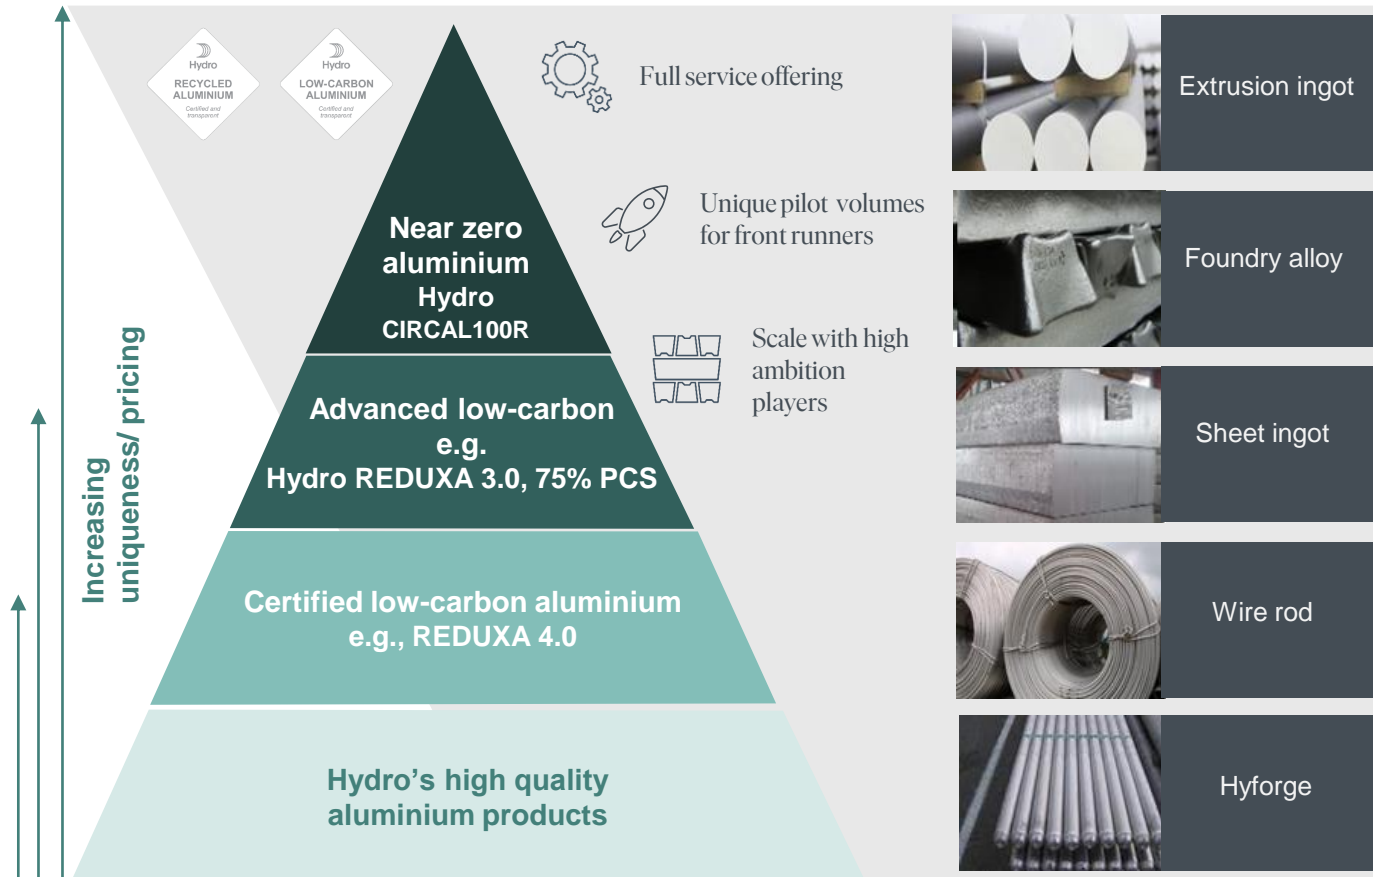 Hydro
RECYCLED
ALUMINIUM
Certified and
transparent
Hydro
LOW-CARBON
ALUMINIUM
Certified and
transparent
Increasing
uniqueness/ pricing
Near zero
aluminium
Hydro
CIRCAL100R
Advanced low-carbon
e.g.
Hydro REDUXA 3.0, 75% PCS
Certified low-carbon aluminium
e.g., REDUXA 4.0
Hydro’s high quality
aluminium products
Full service offering
Unique pilot volumes
for front runners
Scale with high
ambition
players
Extrusion ingot
Foundry alloy
Sheet ingot
Wire rod
Hyforge